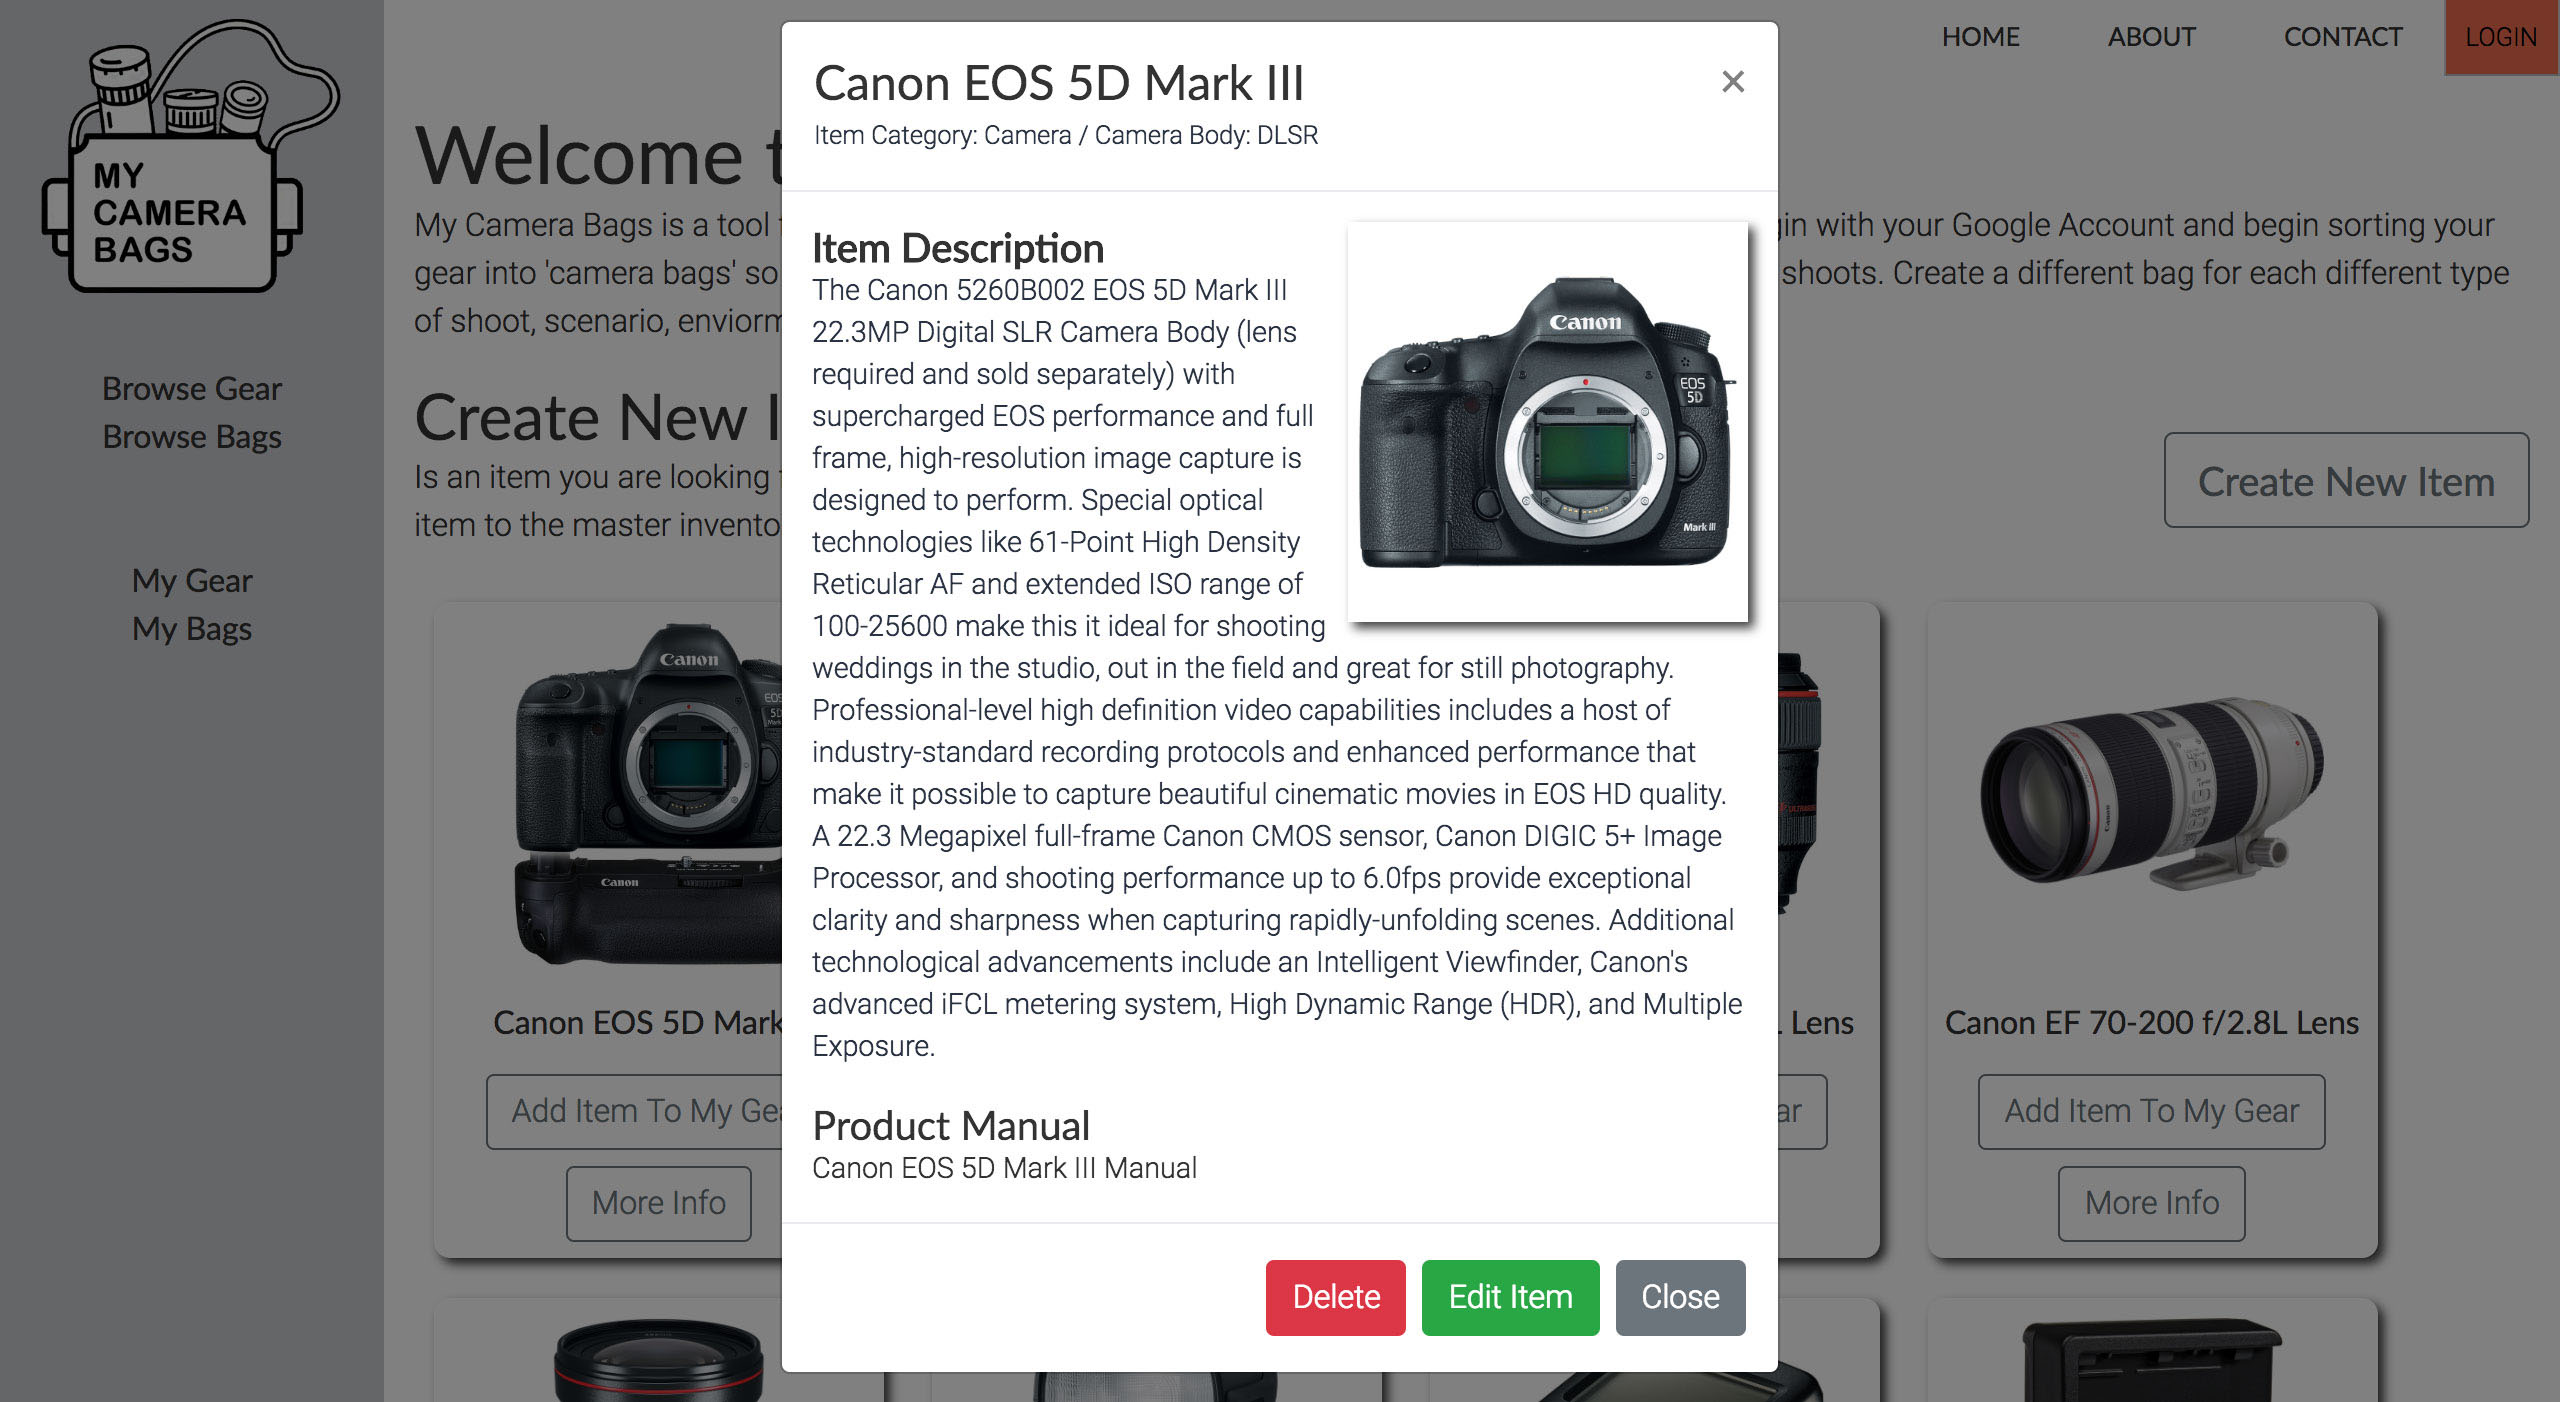 MY
CAMERA
BAGS
Browse Gear
Browse Bags
My Gear
My Bags
HOME ABOUT CONTACT LOGIN
Welcome
My Camera Bags is a tool
with your Google Account and begin sorting your
gear into 'camera bags' so
shoots. Create a different bag for each different type
of shoot, scenario,
Create New
Is an item you are looking
item to the master
Create New Item
Canon EOS 5D Mark III
×
Item Category: Camera / Camera Body: DLSR
Item Description
The Canon 5260B002 EOS 5D Mark III
22.3MP Digital SLR Camera Body (lens
required and sold separately) with
supercharged EOS performance and full
frame, high-resolution image capture is
designed to perform. Special optical
technologies like 61-Point High Density
Reticular AF and extended ISO range of
100-25600 make this it ideal for shooting
weddings in the studio, out in the field and great for still photography.
Professional-level high definition video capabilities includes a host of
industry-standard recording protocols and enhanced performance that
make it possible to capture beautiful cinematic movies in EOS HD quality.
A 22.3 Megapixel full-frame Canon CMOS sensor, Canon DIGIC 5+ Image
Processor, and shooting performance up to 6.0fps provide exceptional
clarity and sharpness when capturing rapidly-unfolding scenes. Additional
technological advancements include an Intelligent Viewfinder, Canon's
advanced iFCL metering system, High Dynamic Range (HDR), and Multiple
Exposure.
Canon
EOS
5D
Mark III
Product Manual
Canon EOS 5D Mark III Manual
Delete Edit Item Close
Canon
Canon
Canon EOS 5D Mark
Add Item To My
More Info
Lens
Canon EF 70-200 f/2.8L Lens
Add Item To My Gear
More Info